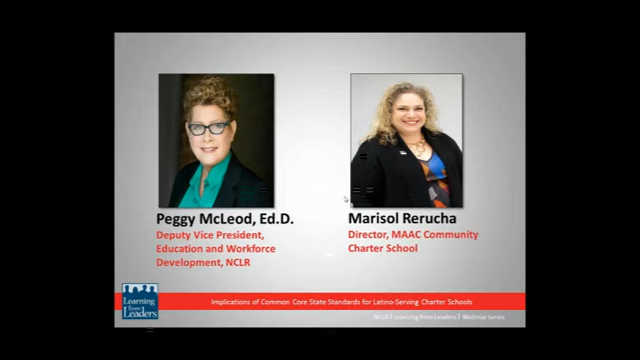 Peggy McLeod, Ed.D.
Deputy Vice President,
Education and Workforce
Development, NCLR
Marisol Rerucha
Director, MAAC Community
Charter School
Learning
from
Leaders
Implications of Common Core State Standards for Latino-Serving Charter Schools
NCLR | Learning from Leaders | Webinar Series